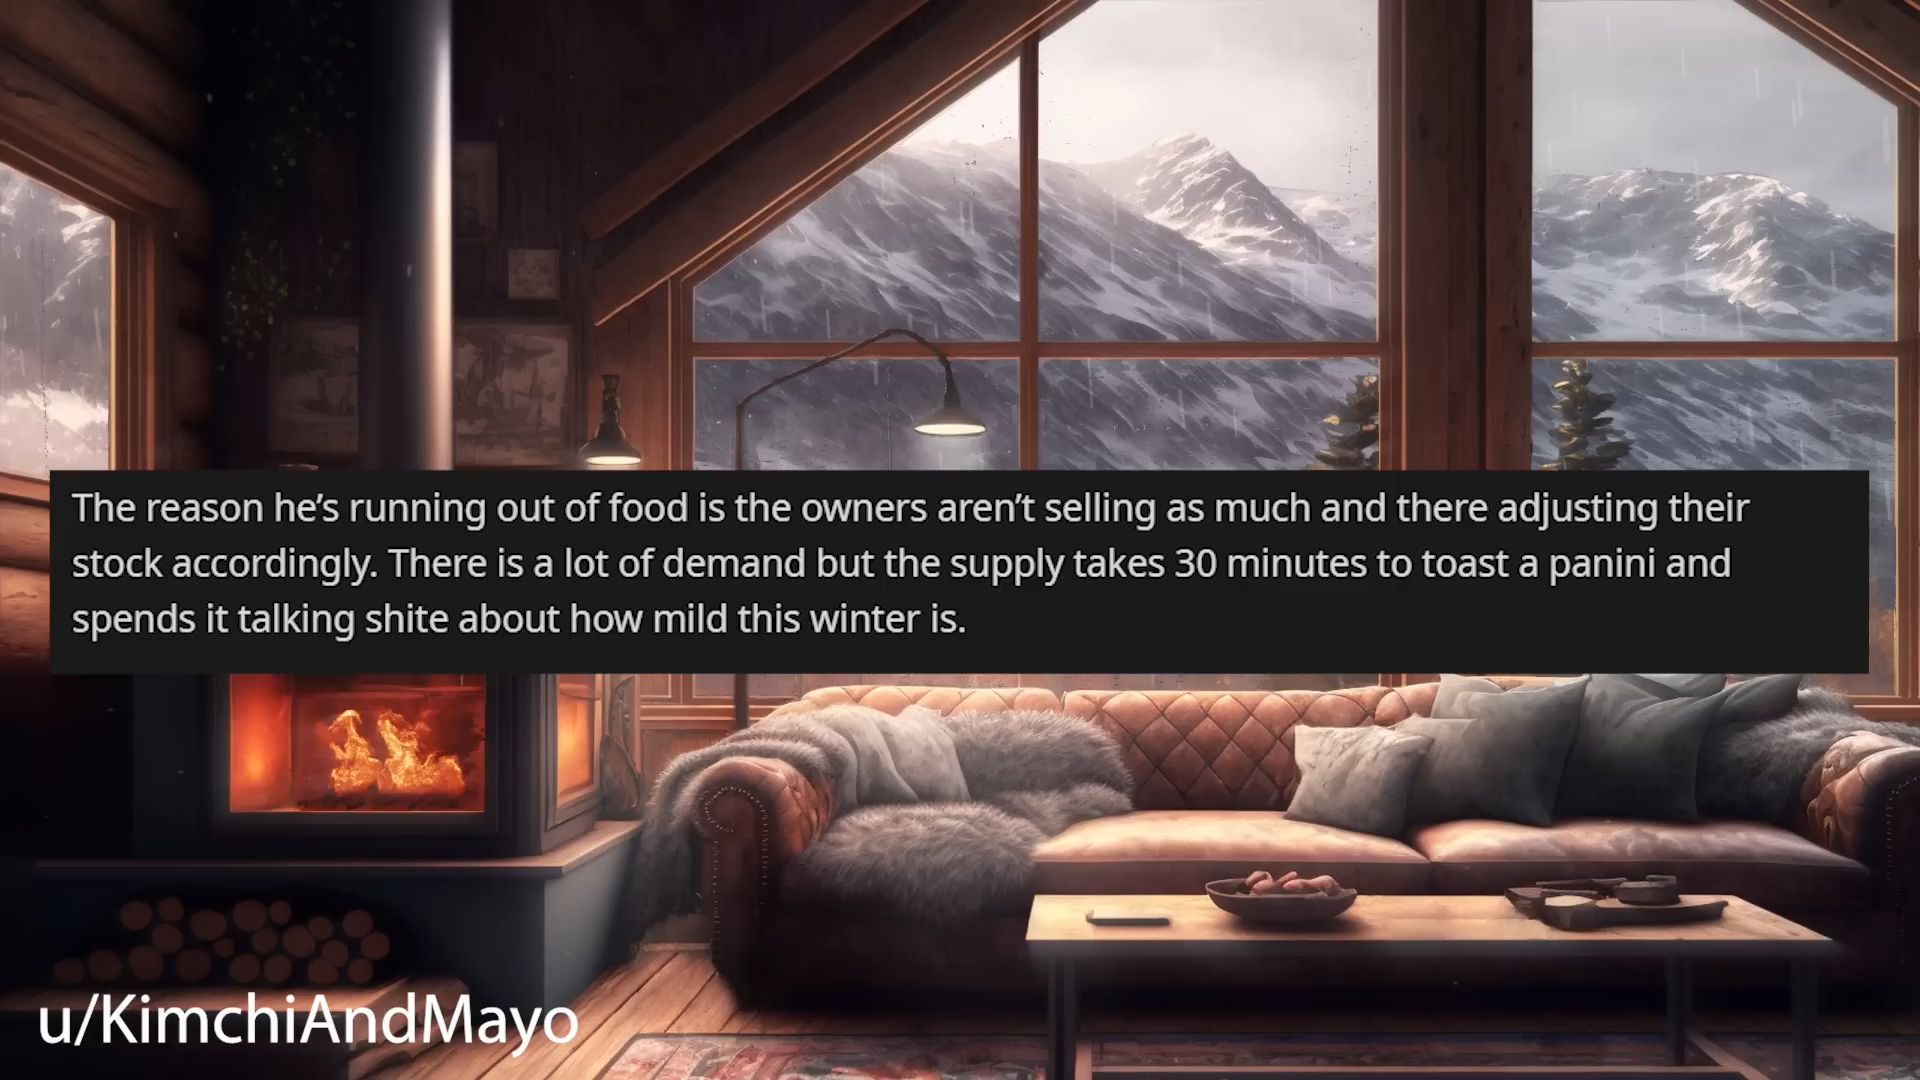 The reason he’s running out of food is the owners aren’t selling as much and there adjusting their
stock accordingly. There is a lot of demand but the supply takes 30 minutes to toast a panini and
spends it talking shite about how mild this winter is.
u/KimchiAndMayo